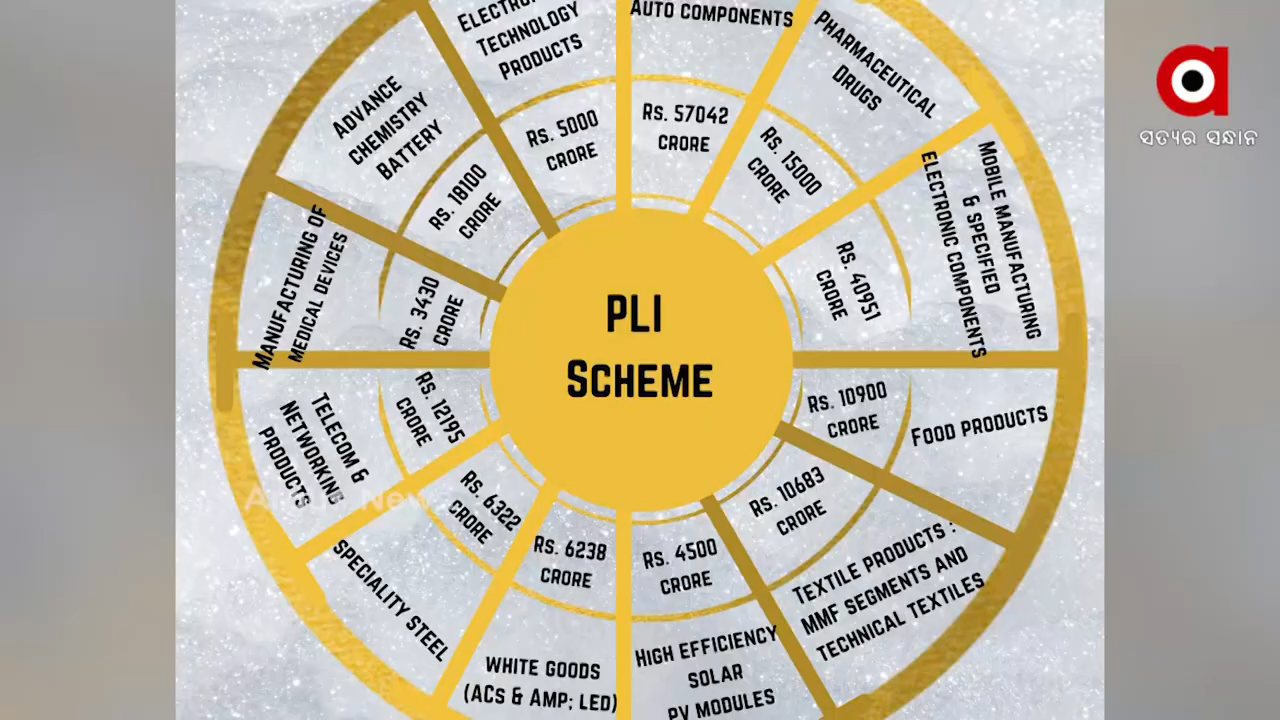 PLI
SCHEME
AUTO COMPONENTS
RS. 57042
CRORE
PHARMACEUTICAL
DRUGS
RS. 15000
CRORE
MOBILE MANUFACTURING
& SPECIFIED
ELECTRONIC COMPONENTS
RS. 40951
CRORE
FOOD PRODUCTS
RS. 10900
CRORE
TEXTILE PRODUCTS :
MMF SEGMENTS AND
TECHNICAL TEXTILES
RS. 10683
CRORE
HIGH EFFICIENCY
SOLAR
PV MODULES
RS. 4500
CRORE
WHITE GOODS
(ACS & AMP; LED)
RS. 6238
CRORE
SPECIALITY STEEL
RS. 6322
CRORE
TELECOM &
NETWORKING
PRODUCTS
RS. 12195
CRORE
MANUFACTURING OF
MEDICAL DEVICES
RS. 3430
CRORE
ADVANCE
CHEMISTRY
BATTERY
RS. 18100
CRORE
TECHNOLOGY
PRODUCTS
RS. 5000
CRORE
ସତ୍ୟର ସନ୍ଧାନ